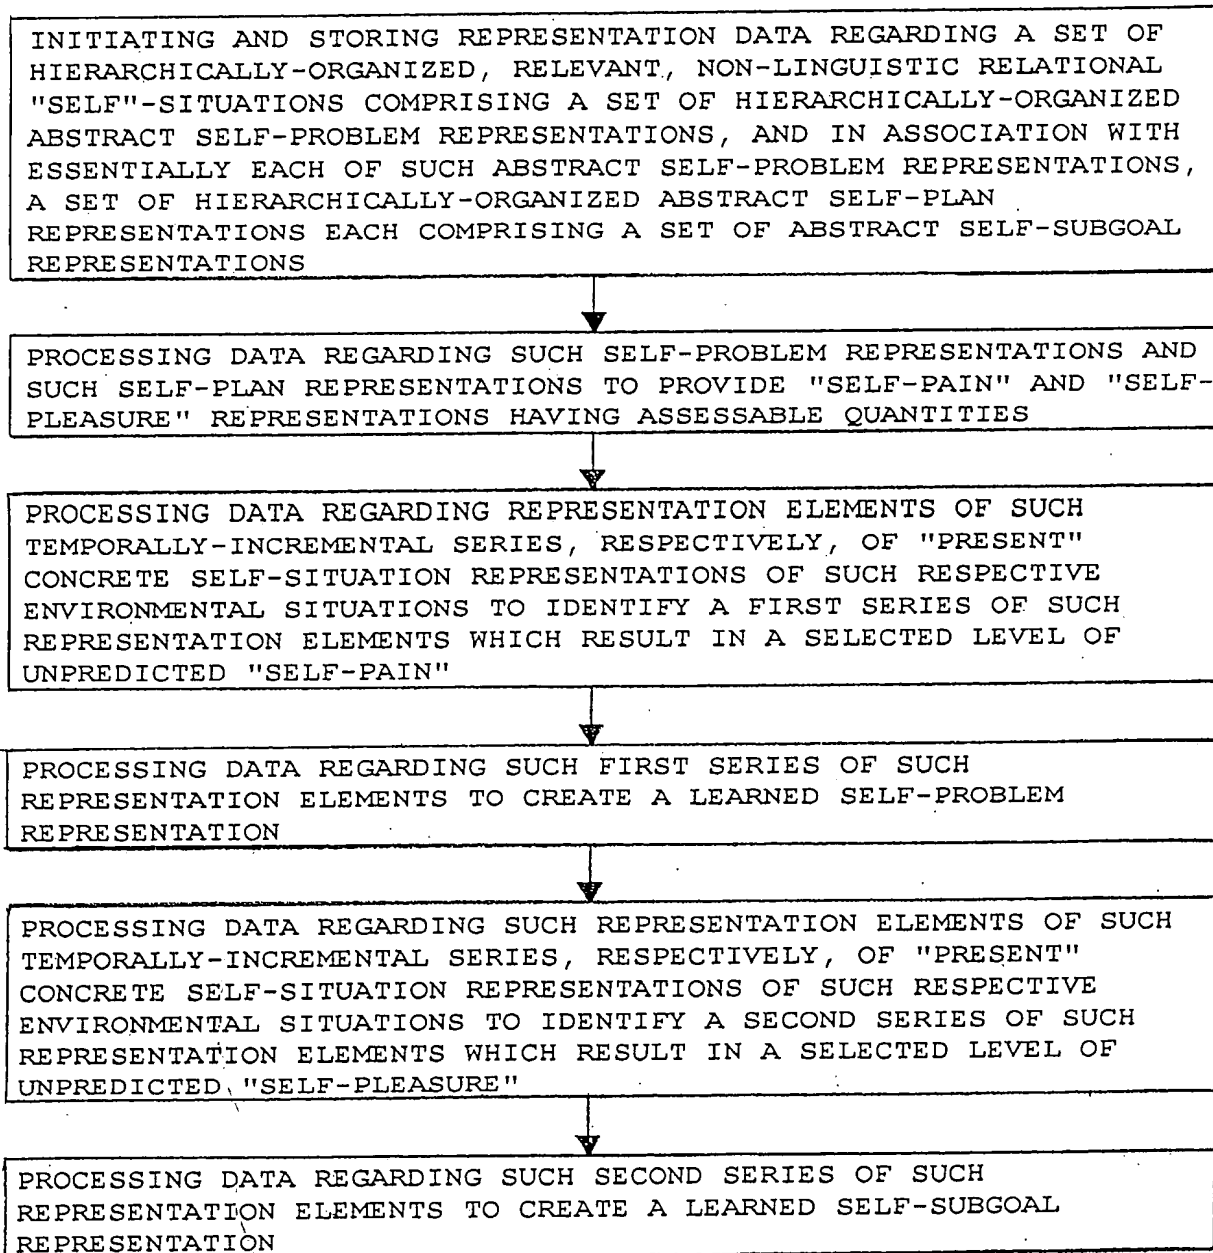 INITIATING AND STORING REPRESENTATION DATA REGARDING A SET OF
HIERARCHICALLY-ORGANIZED, RELEVANT, NON-LINGUISTIC RELATIONAL
"SELF"-SITUATIONS COMPRISING A SET OF HIERARCHICALLY-ORGANIZED
ABSTRACT SELF-PROBLEM REPRESENTATIONS, AND IN ASSOCIATION WITH
ESSENTIALLY EACH OF SUCH ABSTRACT SELF-PROBLEM REPRESENTATIONS,
A SET OF HIERARCHICALLY-ORGANIZED ABSTRACT SELF-PLAN
REPRESENTATIONS EACH COMPRISING A SET OF ABSTRACT SELF-SUBGOAL
REPRESENTATIONS
PROCESSING DATA REGARDING SUCH SELF-PROBLEM REPRESENTATIONS AND
SUCH SELF-PLAN REPRESENTATIONS TO PROVIDE "SELF-PAIN" AND "SELF-
PLEASURE" REPRESENTATIONS HAVING ASSESSABLE QUANTITIES
PROCESSING DATA REGARDING REPRESENTATION ELEMENTS OF SUCH
TEMPORALLY-INCREMENTAL SERIES, RESPECTIVELY, OF "PRESENT"
CONCRETE SELF-SITUATION REPRESENTATIONS OF SUCH RESPECTIVE
ENVIRONMENTAL SITUATIONS TO IDENTIFY A FIRST SERIES OF SUCH
REPRESENTATION ELEMENTS WHICH RESULT IN A SELECTED LEVEL OF
UNPREDICTED "SELF-PAIN"
PROCESSING DATA REGARDING SUCH FIRST SERIES OF SUCH
REPRESENTATION ELEMENTS TO CREATE A LEARNED SELF-PROBLEM
REPRESENTATION
PROCESSING DATA REGARDING SUCH REPRESENTATION ELEMENTS OF SUCH
TEMPORALLY-INCREMENTAL SERIES, RESPECTIVELY, OF "PRESENT"
CONCRETE SELF-SITUATION REPRESENTATIONS OF SUCH RESPECTIVE
ENVIRONMENTAL SITUATIONS TO IDENTIFY A SECOND SERIES OF SUCH
REPRESENTATION ELEMENTS WHICH RESULT IN A SELECTED LEVEL OF
UNPREDICTED "SELF-PLEASURE"
PROCESSING DATA REGARDING SUCH SECOND SERIES OF SUCH
REPRESENTATION ELEMENTS TO CREATE A LEARNED SELF-SUBGOAL
REPRESENTATION